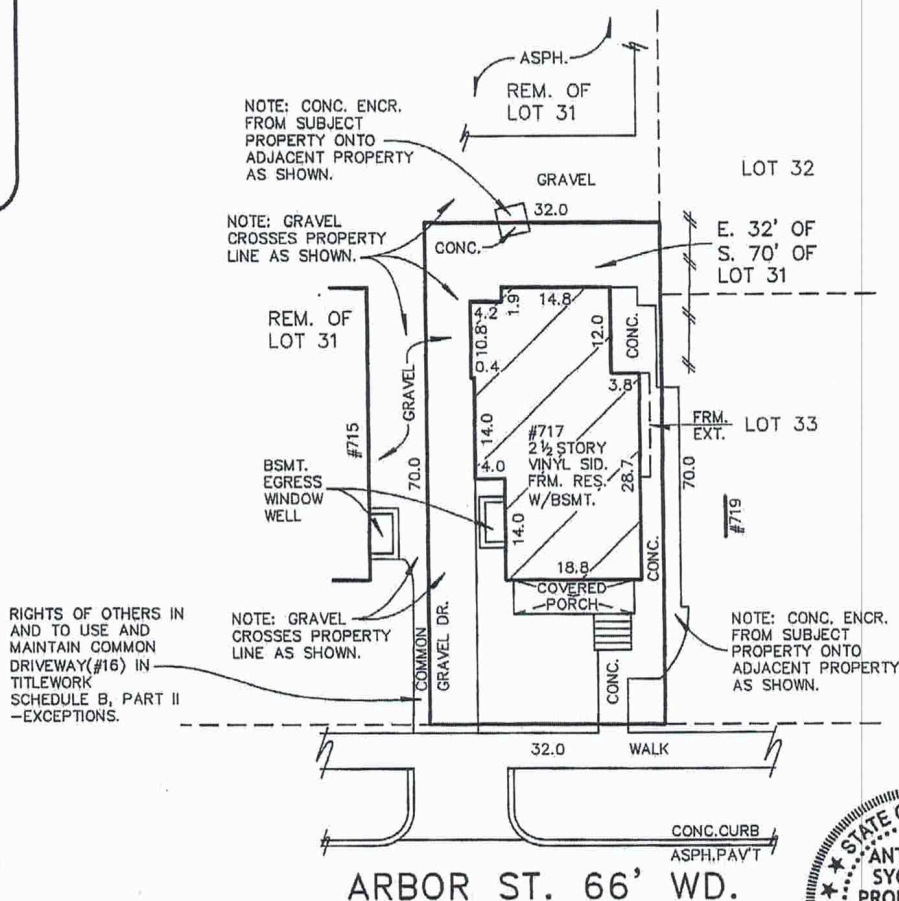 ASPH.
REM. OF
LOT 31
NOTE: CONC. ENCR.
FROM SUBJECT
PROPERTY ONTO
ADJACENT PROPERTY
AS SHOWN.
GRAVEL
LOT 32
32.0
NOTE: GRAVEL
CROSSES PROPERTY
LINE AS SHOWN.
CONC.
E. 32' OF
S. 70' OF
LOT 31
REM. OF
LOT 31
4.2
1.9
14.8
10.8
12.0
CONC.
0.4
3.8
GRAVEL
#715
70.0
14.0
#717
2½ STORY
VINYL SID.
FRM. RES.
W/BSMT.
FRM.
EXT.
LOT 33
4.0
28.7
70.0
BSMT.
EGRESS
WINDOW
WELL
14.0
#719
18.8
CONC.
COVERED
PORCH
RIGHTS OF OTHERS IN
AND TO USE AND
MAINTAIN COMMON
DRIVEWAY(#16) IN
TITLEWORK
SCHEDULE B, PART II
-EXCEPTIONS.
NOTE: GRAVEL
CROSSES PROPERTY
LINE AS SHOWN.
COMMON
GRAVEL DR.
CONC.
NOTE: CONC. ENCR.
FROM SUBJECT
PROPERTY ONTO
ADJACENT PROPERTY
AS SHOWN.
32.0
WALK
CONC.CURB
ASPH.PAV'T
ARBOR ST. 66' WD.
STATE